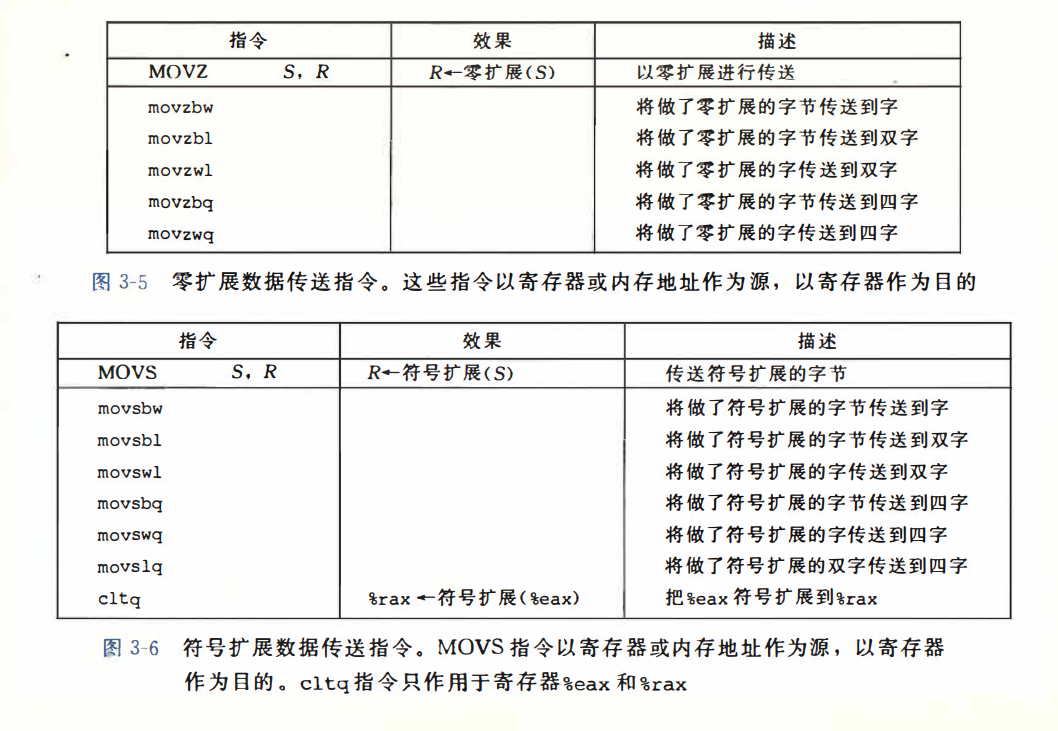 指令 效果 描述
MOVZ S, R R←零扩展(S) 以零扩展进行传送
movzbw 将做了零扩展的字节传送到字
movzbl 将做了零扩展的字节传送到双字
movzwl 将做了零扩展的字传送到双字
movzbq 将做了零扩展的字节传送到四字
movzwq 将做了零扩展的字传送到四字
图 3-5 零扩展数据传送指令。这些指令以寄存器或内存地址作为源，以寄存器作为目的
指令 效果 描述
MOVS S, R R←符号扩展(S) 传送符号扩展的字节
movsbw 将做了符号扩展的字节传送到字
movsbl 将做了符号扩展的字节传送到双字
movswl 将做了符号扩展的字传送到双字
movsbq 将做了符号扩展的字节传送到四字
movswq 将做了符号扩展的字传送到四字
movslq 将做了符号扩展的双字传送到四字
cltq %rax←符号扩展(%eax) 把%eax符号扩展到%rax
图 3-6 符号扩展数据传送指令。MOVS指令以寄存器或内存地址作为源，以寄存器
作为目的。cltq指令只作用于寄存器%eax和%rax